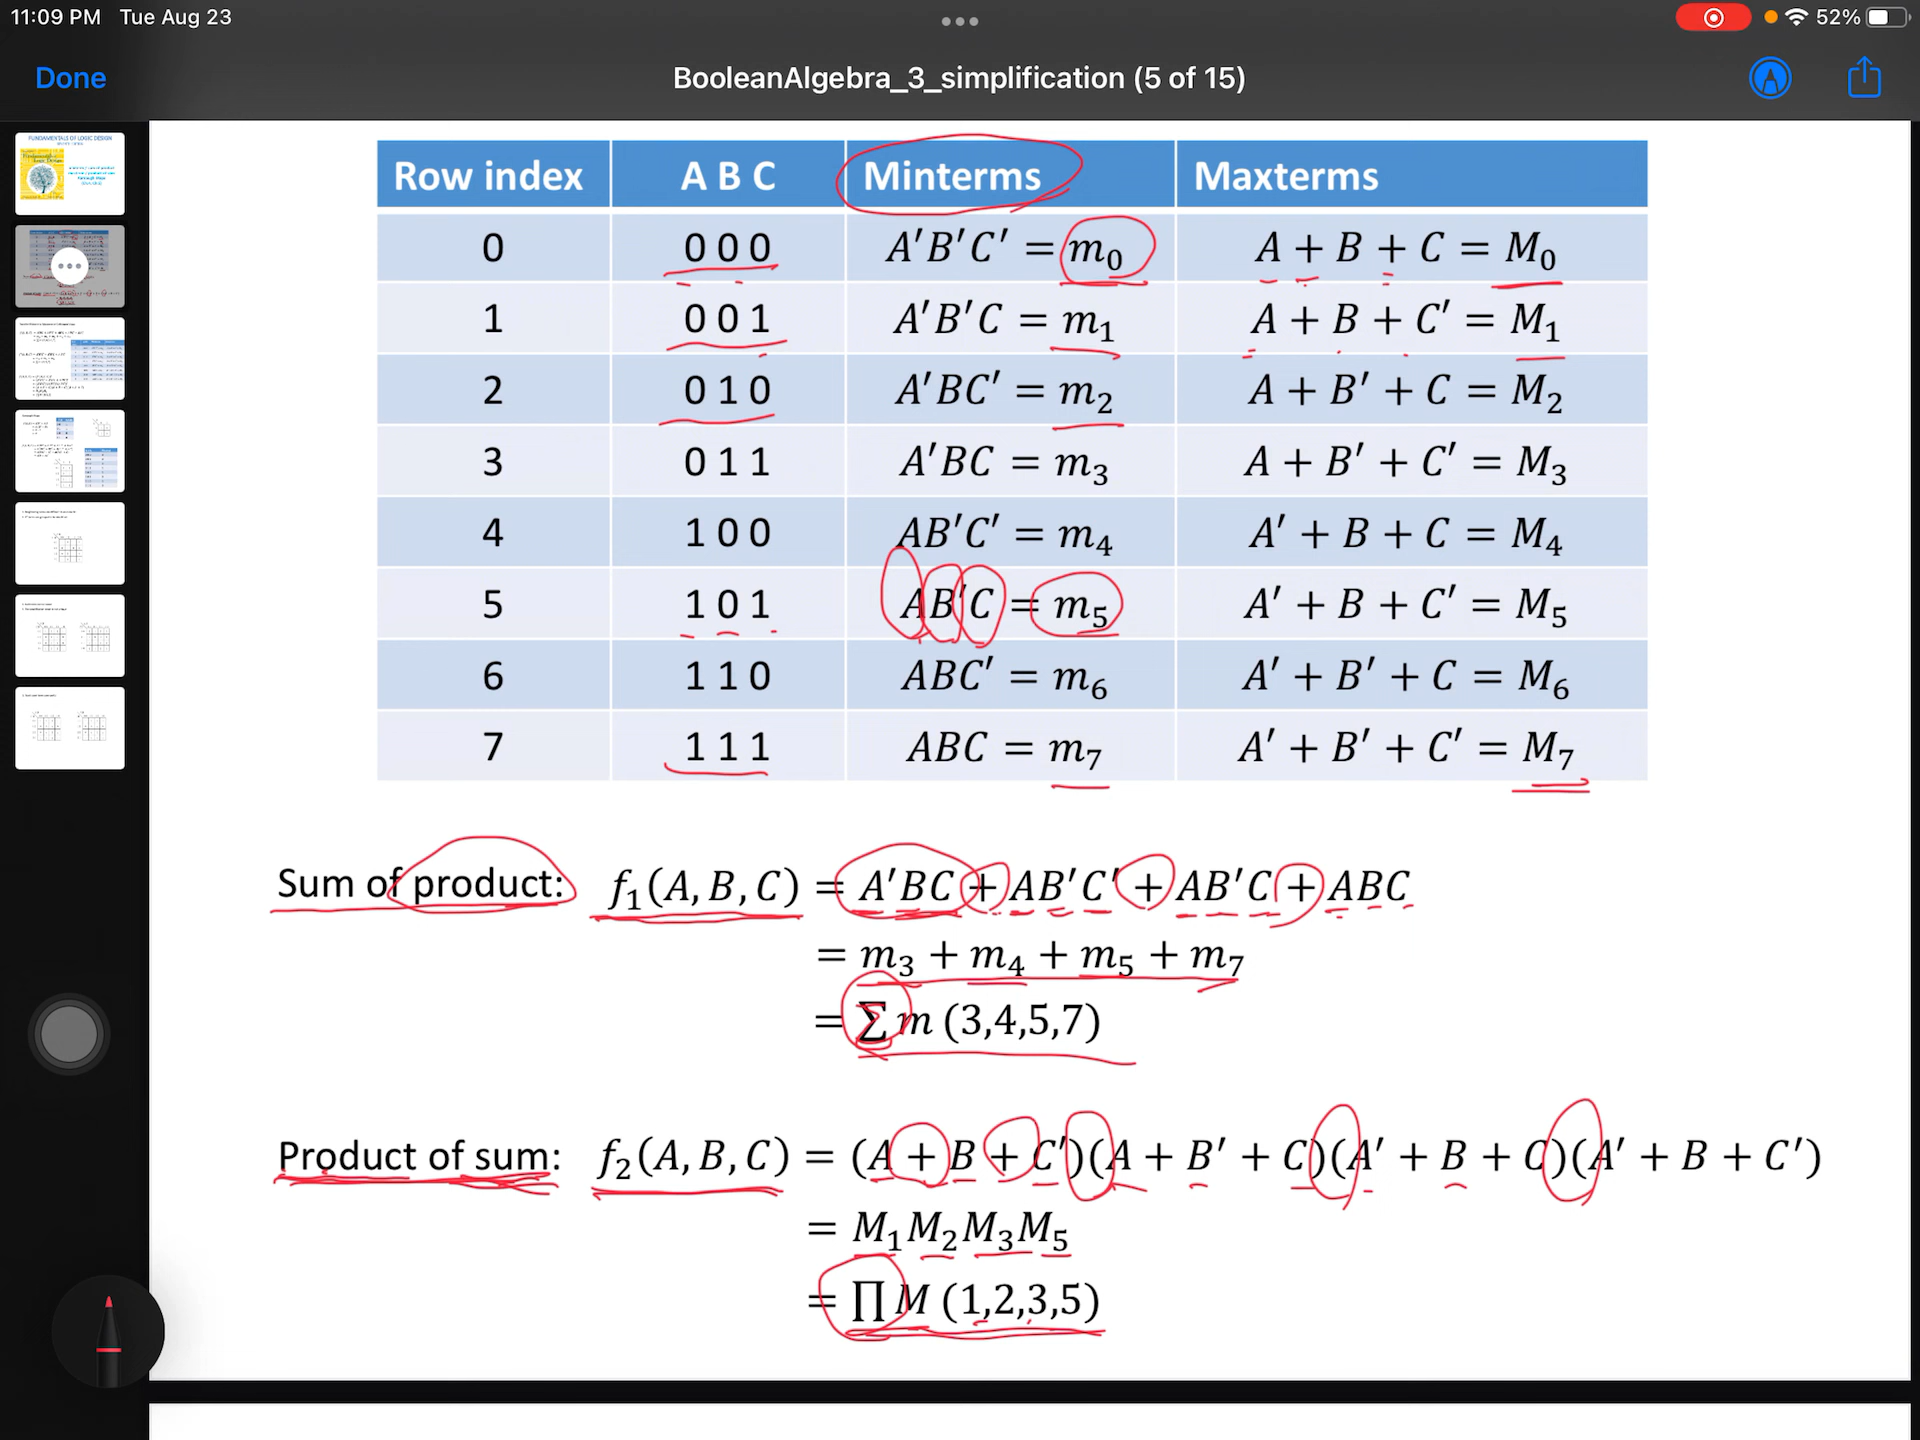 11:09 PM Tue Aug 23
52%
Done
BooleanAlgebra_3_simplification (5 of 15)
FUNDAMENTALS OF LOGIC DESIGN
Row index A B C Minterms Maxterms
0 0 0 0 A′B′C′ = m₀ A + B + C = M₀
1 0 0 1 A′B′C = m₁ A + B + C′ = M₁
2 0 1 0 A′BC′ = m₂ A + B′ + C = M₂
3 0 1 1 A′BC = m₃ A + B′ + C′ = M₃
4 1 0 0 AB′C′ = m₄ A′ + B + C = M₄
5 1 0 1 AB′C = m₅ A′ + B + C′ = M₅
6 1 1 0 ABC′ = m₆ A′ + B′ + C = M₆
7 1 1 1 ABC = m₇ A′ + B′ + C′ = M₇
Sum of product: f₁(A, B, C) = A′BC + AB′C′ + AB′C + ABC
= m₃ + m₄ + m₅ + m₇
= ∑ m (3,4,5,7)
Product of sum: f₂(A, B, C) = (A + B + C′)(A + B′ + C)(A′ + B + C)(A′ + B + C′)
= M₁M₂M₃M₅
= ∏ M (1,2,3,5)